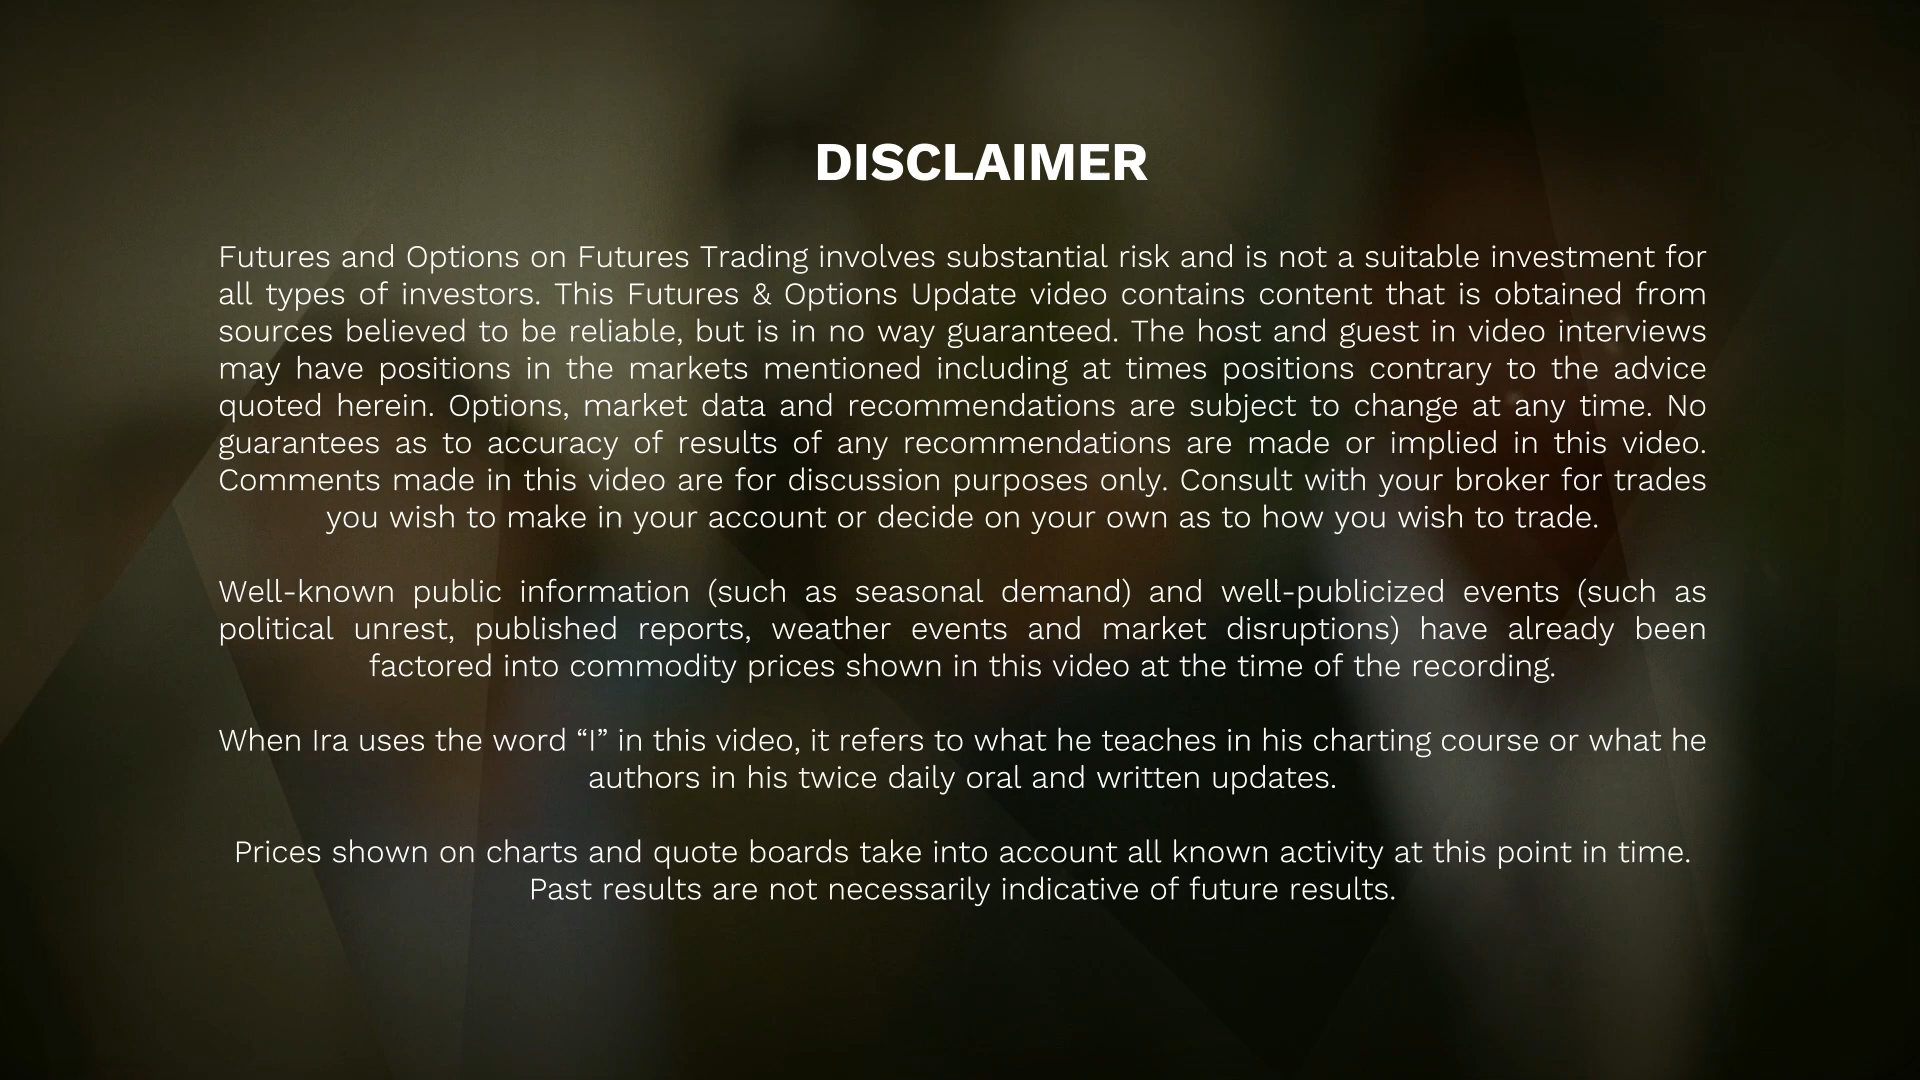 DISCLAIMER
Futures and Options on Futures Trading involves substantial risk and is not a suitable investment for
all types of investors. This Futures & Options Update video contains content that is obtained from
sources believed to be reliable, but is in no way guaranteed. The host and guest in video interviews
may have positions in the markets mentioned including at times positions contrary to the advice
quoted herein. Options, market data and recommendations are subject to change at any time. No
guarantees as to accuracy of results of any recommendations are made or implied in this video.
Comments made in this video are for discussion purposes only. Consult with your broker for trades
you wish to make in your account or decide on your own as to how you wish to trade.
Well-known public information (such as seasonal demand) and well-publicized events (such as
political unrest, published reports, weather events and market disruptions) have already been
factored into commodity prices shown in this video at the time of the recording.
When Ira uses the word “I” in this video, it refers to what he teaches in his charting course or what he
authors in his twice daily oral and written updates.
Prices shown on charts and quote boards take into account all known activity at this point in time.
Past results are not necessarily indicative of future results.